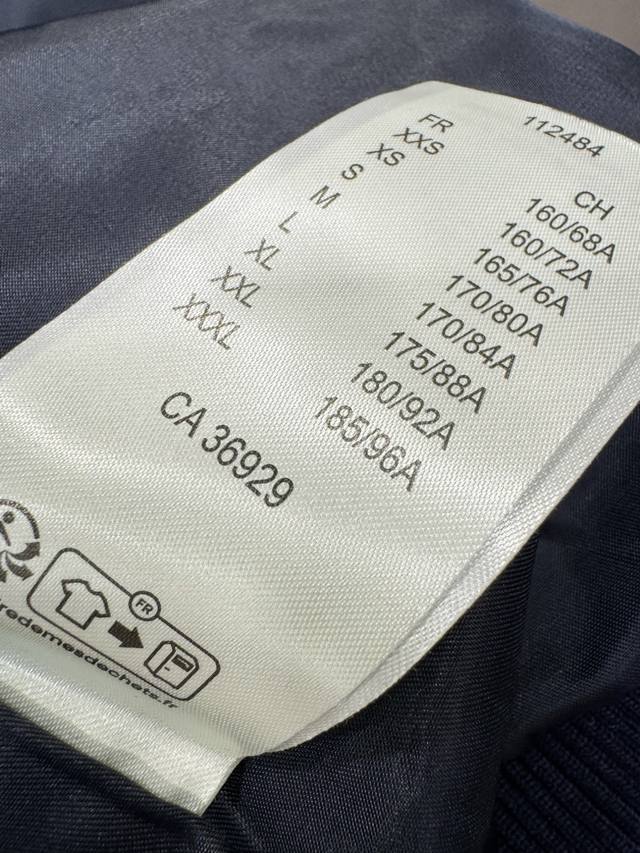 112484
FR CH
XXS 160/68A
XS 160/72A
S 165/76A
M 170/80A
L 170/84A
XL 175/88A
XXL 180/92A
XXXL 185/96A
CA 36929
FR
iredemesdechets.fr